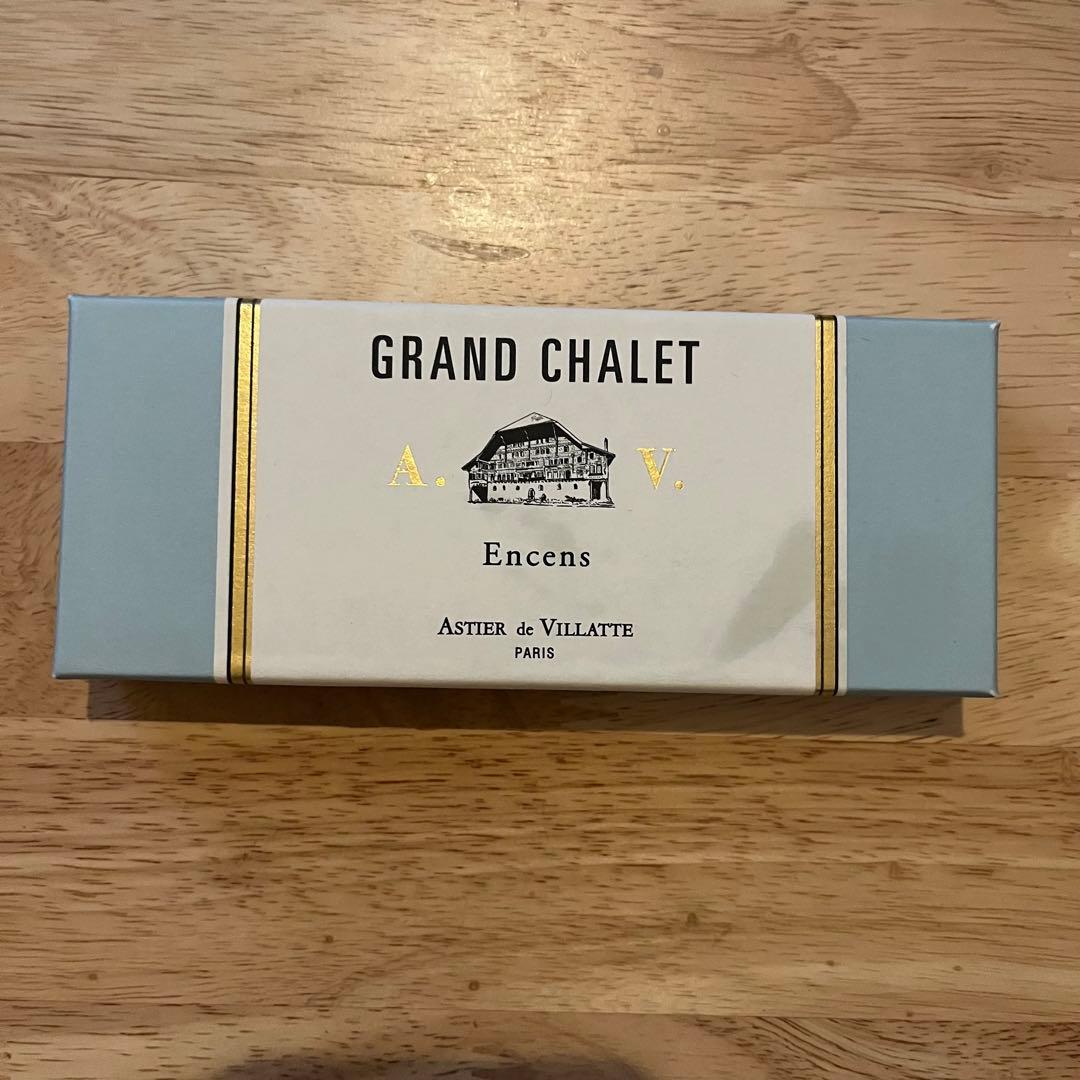 GRAND CHALET
A. V.
Encens
ASTIER de VILLATTE
PARIS